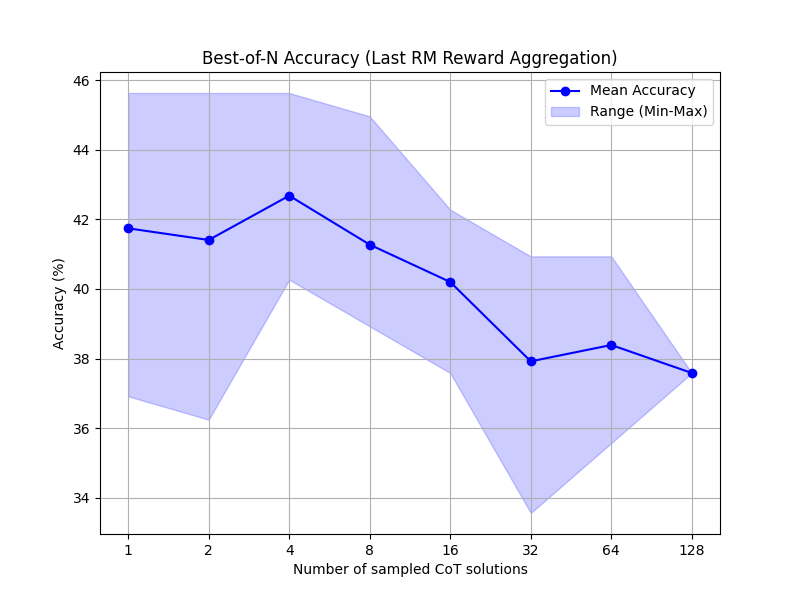 Best-of-N Accuracy (Last RM Reward Aggregation)
Mean Accuracy
Range (Min-Max)
Accuracy (%)
46
44
42
40
38
36
34
1 2 4 8 16 32 64 128
Number of sampled CoT solutions